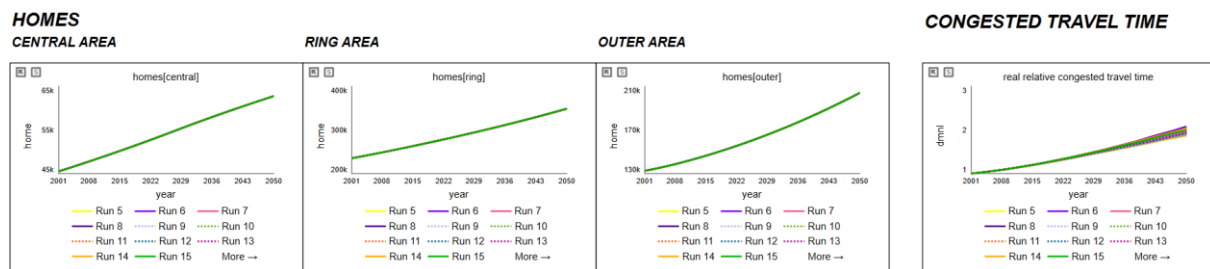 HOMES
CENTRAL AREA
RING AREA
OUTER AREA
CONGESTED TRAVEL TIME
homes[central]
65k
55k
45k
home
2001 2008 2015 2022 2029 2036 2043 2050
year
Run 5 Run 6 Run 7
Run 8 Run 9 Run 10
Run 11 Run 12 Run 13
Run 14 Run 15 More →
homes[ring]
400k
300k
200k
home
2001 2008 2015 2022 2029 2036 2043 2050
year
Run 5 Run 6 Run 7
Run 8 Run 9 Run 10
Run 11 Run 12 Run 13
Run 14 Run 15 More →
homes[outer]
210k
170k
130k
home
2001 2008 2015 2022 2029 2036 2043 2050
year
Run 5 Run 6 Run 7
Run 8 Run 9 Run 10
Run 11 Run 12 Run 13
Run 14 Run 15 More →
real relative congested travel time
3
2
1
dmnl
2001 2008 2015 2022 2029 2036 2043 2050
year
Run 5 Run 6 Run 7
Run 8 Run 9 Run 10
Run 11 Run 12 Run 13
Run 14 Run 15 More →